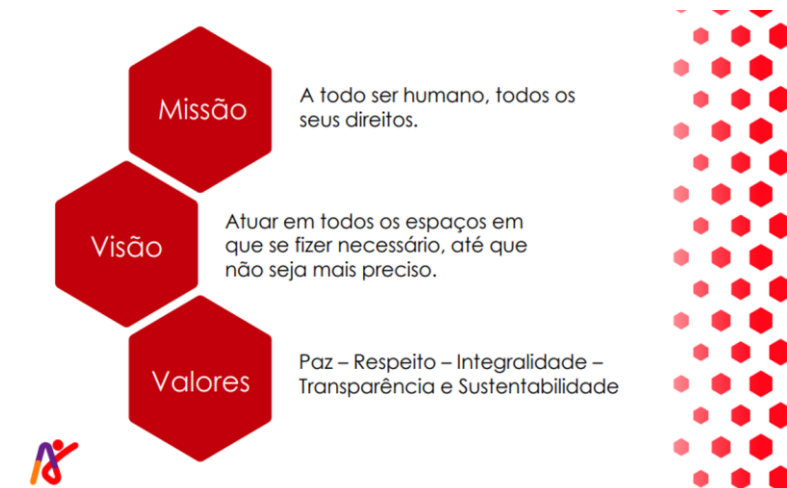 Missão
A todo ser humano, todos os
seus direitos.
Visão
Atuar em todos os espaços em
que se fizer necessário, até que
não seja mais preciso.
Valores
Paz – Respeito – Integralidade –
Transparência e Sustentabilidade